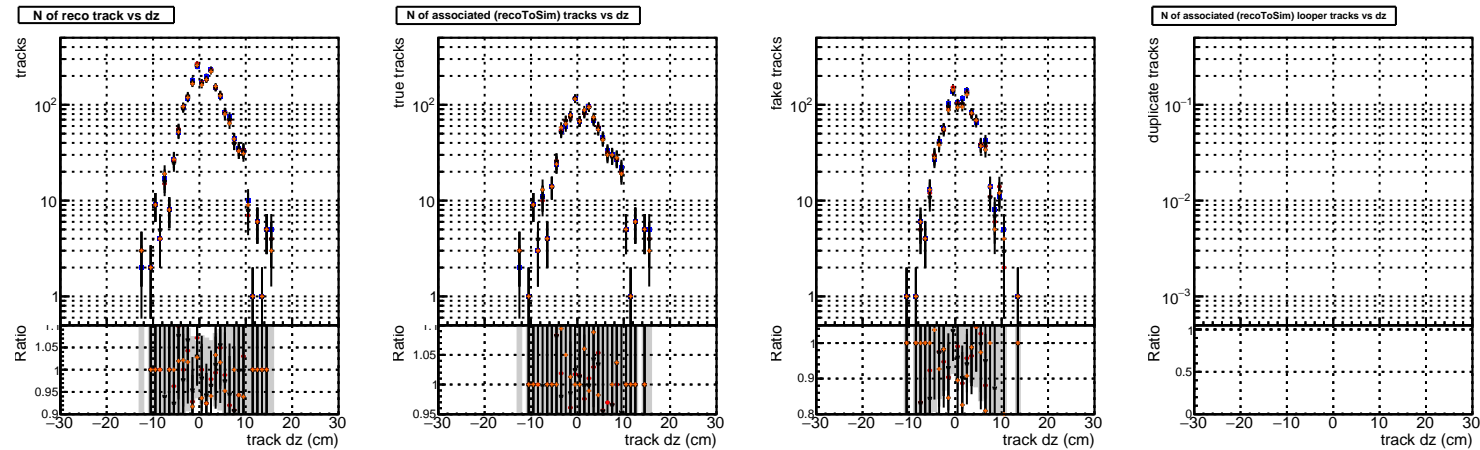 N of reco track vs dz
tracks
10²
10
1
Ratio
1.1
1.05
1
0.95
0.9
−30 −20 −10 0 10 20 30
track dz (cm)
N of associated (recoToSim) tracks vs dz
true tracks
10²
10
1
Ratio
1.05
1
0.95
−30 −20 −10 0 10 20 30
track dz (cm)
fake tracks
10²
10
1
Ratio
1
0.9
0.8
−30 −20 −10 0 10 20 30
track dz (cm)
N of associated (recoToSim) looper tracks vs dz
duplicate tracks
10⁻¹
10⁻²
10⁻³
Ratio
1
0.5
0
−30 −20 −10 0 10 20 30
track dz (cm)